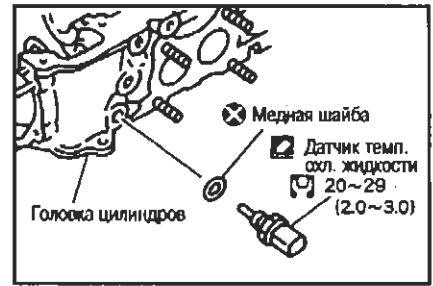 Медная шайба
Датчик темп.
охл. жидкости
20~29
(2.0~3.0)
Головка цилиндров